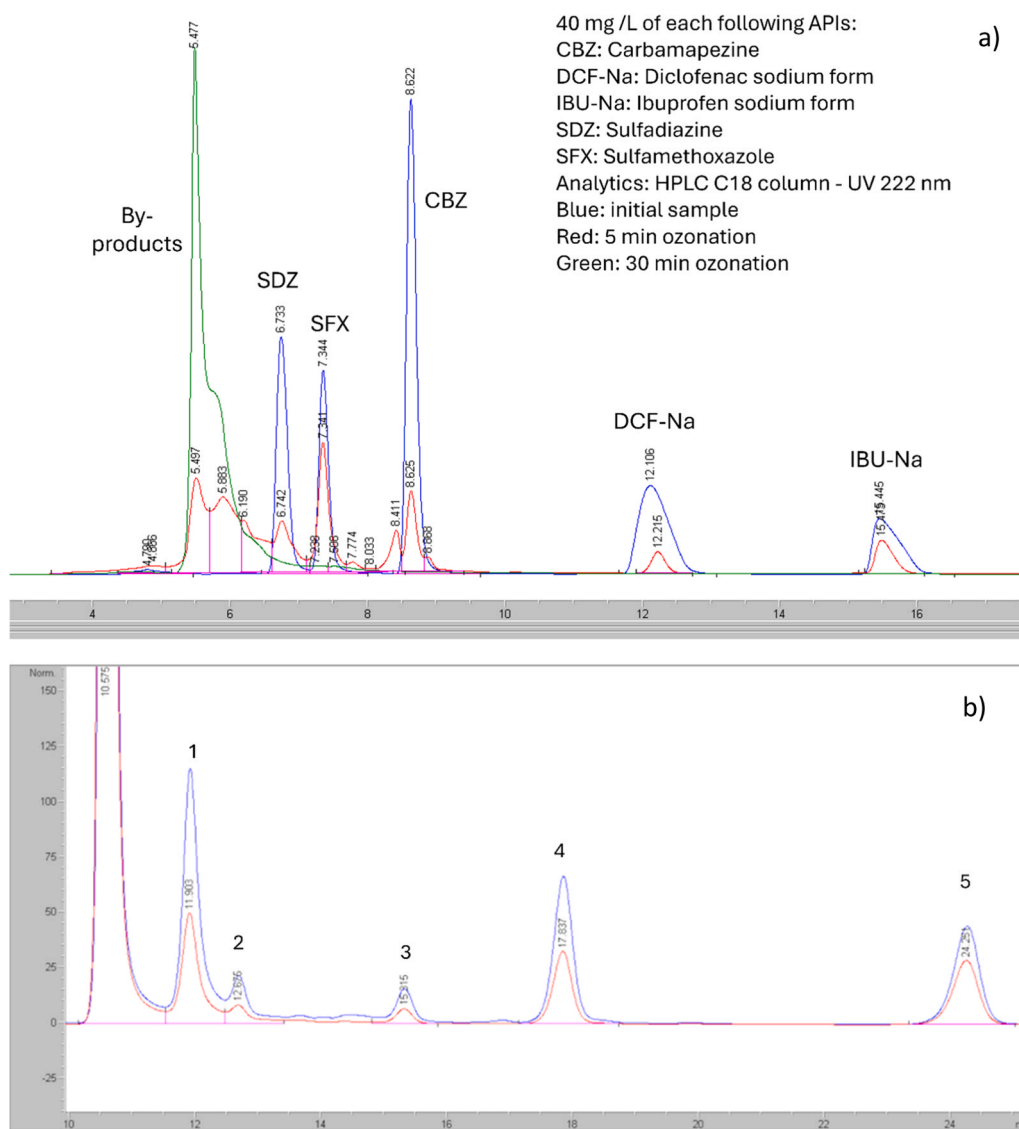 40 mg /L of each following APIs:
a)
CBZ: Carbamapezine
DCF-Na: Diclofenac sodium form
IBU-Na: Ibuprofen sodium form
SDZ: Sulfadiazine
SFX: Sulfamethoxazole
Analytics: HPLC C18 column - UV 222 nm
Blue: initial sample
Red: 5 min ozonation
Green: 30 min ozonation
By-
products
SDZ
SFX
CBZ
DCF-Na
IBU-Na
5.477
5.497
5.883
6.190
6.733
6.742
7.344
7.341
7.774
8.033
8.411
8.622
8.625
12.106
12.215
15.445
4 6 8 10 12 14 16
b)
Norm.
150
125
100
75
50
25
0
-25
10.575
1
11.903
2
3
4
17.837
5
24.251
10 12 14 16 18 20 22 24